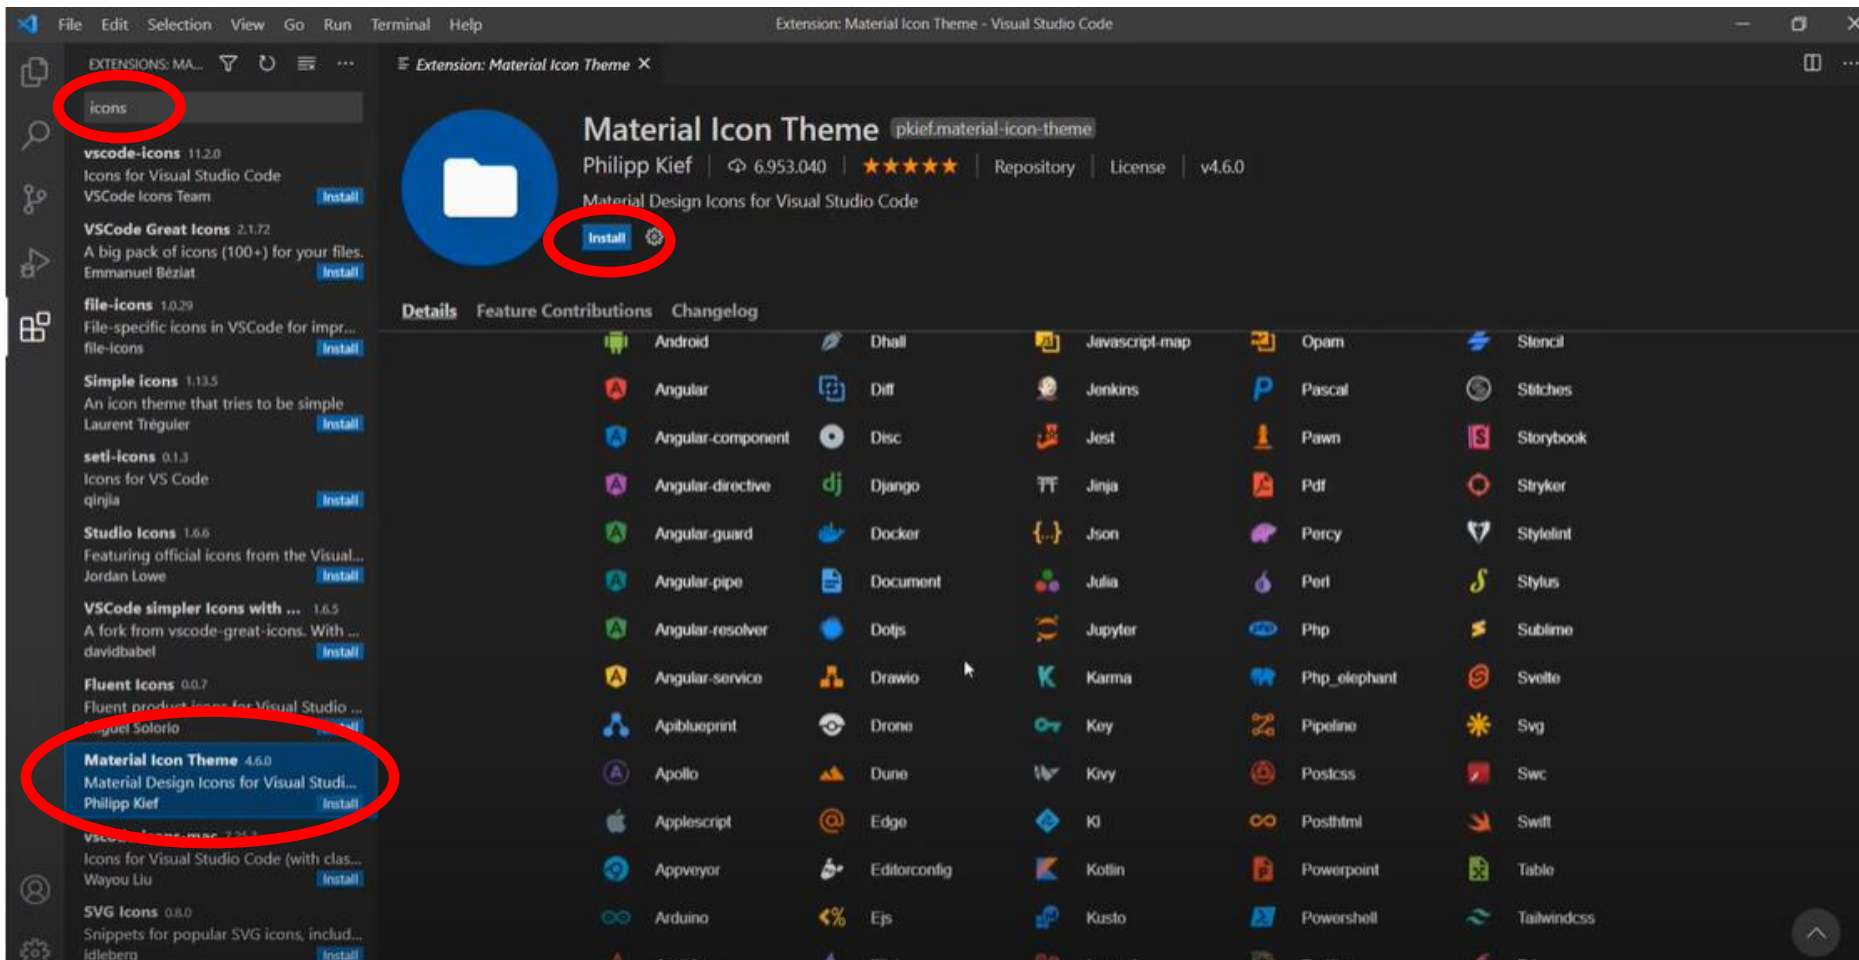 File Edit Selection View Go Run Terminal Help
Extension: Material Icon Theme - Visual Studio Code
EXTENSIONS: MA...
icons
vscode-icons 11.2.0
Icons for Visual Studio Code
VSCode Icons Team Install
VSCode Great Icons 2.1.72
A big pack of icons (100+) for your files.
Emmanuel Béziat Install
file-icons 1.0.29
File-specific icons in VSCode for impr...
file-icons Install
Simple icons 1.13.5
An icon theme that tries to be simple
Laurent Tréguier Install
seti-icons 0.1.3
Icons for VS Code
qinjia Install
Studio Icons 1.6.6
Featuring official icons from the Visual...
Jordan Lowe Install
VSCode simpler Icons with ... 1.6.5
A fork from vscode-great-icons. With ...
davidbabel Install
Fluent Icons 0.0.7
Fluent product icons for Visual Studio ...
Miguel Solorio Install
Material Icon Theme 4.6.0
Material Design Icons for Visual Studi...
Philipp Kief Install
Icons for Visual Studio Code (with clas...
Wayou Liu Install
SVG Icons 0.8.0
Snippets for popular SVG icons, includ...
idleberg Install
Extension: Material Icon Theme
Material Icon Theme pkief.material-icon-theme
Philipp Kief 6.953.040 Repository License v4.6.0
Material Design Icons for Visual Studio Code
Install
Details Feature Contributions Changelog
Android Dhall Javascript-map Opam Stencil
Angular Diff Jenkins Pascal Stitches
Angular-component Disc Jest Pawn Storybook
Angular-directive dj Django Jinja Pdf Stryker
Angular-guard Docker {...} Json Percy Stylelint
Angular-pipe Document Julia Perl Stylus
Angular-resolver Dotjs Jupyter Php Sublime
Angular-service Drawio Karma Php_elephant Svelte
Apiblueprint Drone Key Pipeline Svg
Apollo Dune Kivy Postcss Swc
Applescript Edge Kl Posthtml Swift
Appveyor Editorconfig Kotlin Powerpoint Table
Arduino <% Ejs Kusto Powershell Tailwindcss